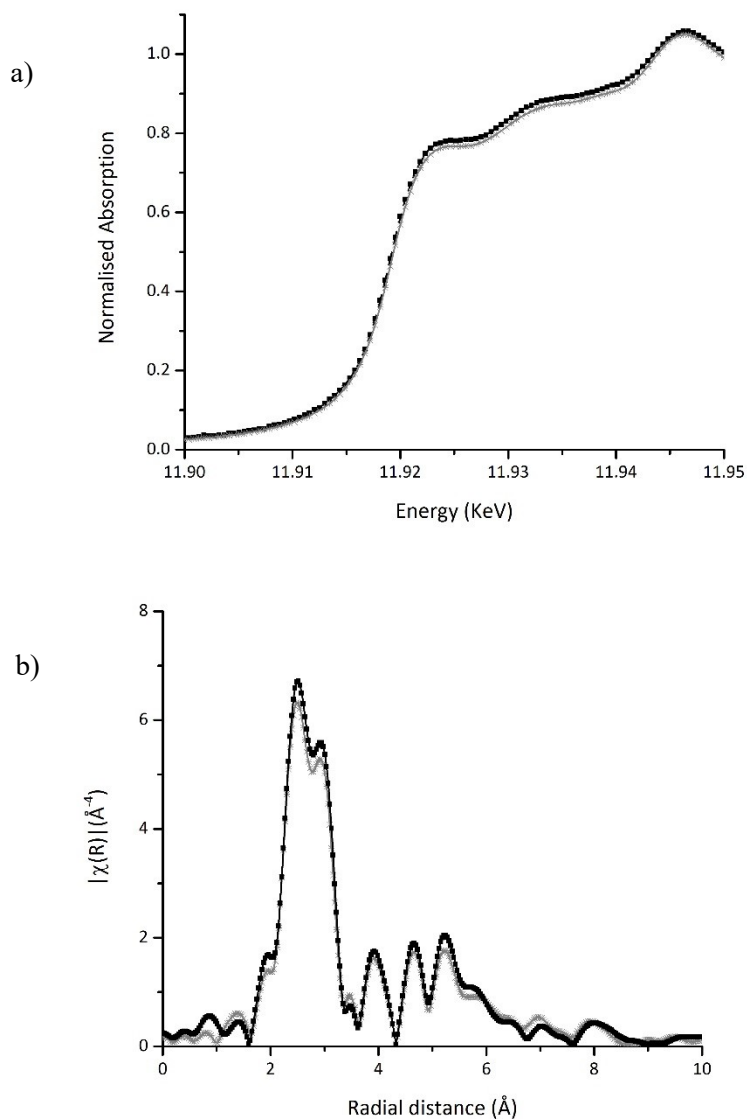 a)
1.0
0.8
0.6
0.4
0.2
0.0
Normalised Absorption
11.90 11.91 11.92 11.93 11.94 11.95
Energy (KeV)
b)
8
6
4
2
0
|χ(R)|(Å⁻⁴)
0 2 4 6 8 10
Radial distance (Å)